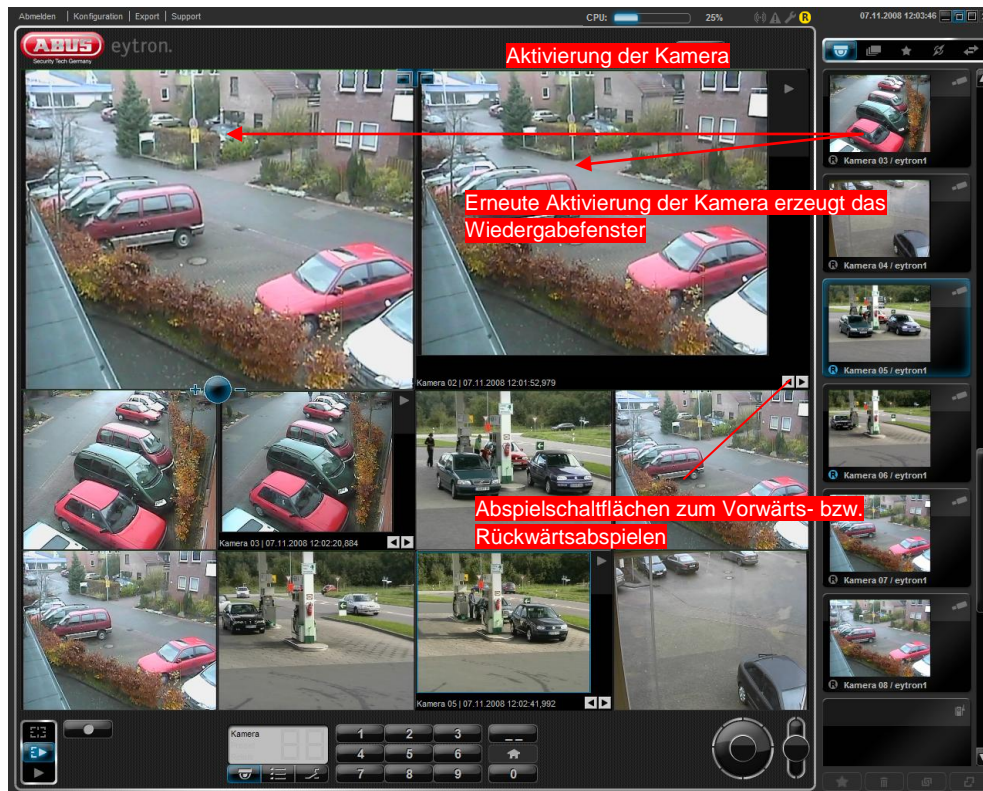 Abmelden | Konfiguration | Export | Support
CPU: 25%
R
07.11.2008 12:03:46
ABUS
Security Tech Germany
eytron.
Aktivierung der Kamera
Erneute Aktivierung der Kamera erzeugt das
Wiedergabefenster
Kamera 02 | 07.11.2008 12:01:52,979
Kamera 03 | 07.11.2008 12:02:20,884
Abspielschaltflächen zum Vorwärts- bzw.
Rückwärtsabspielen
Kamera 05 | 07.11.2008 12:02:41,992
R Kamera 03 / eytron1
R Kamera 04 / eytron1
R Kamera 05 / eytron1
R Kamera 06 / eytron1
R Kamera 07 / eytron1
R Kamera 08 / eytron1
Kamera
1 2 3
4 5 6
7 8 9 0